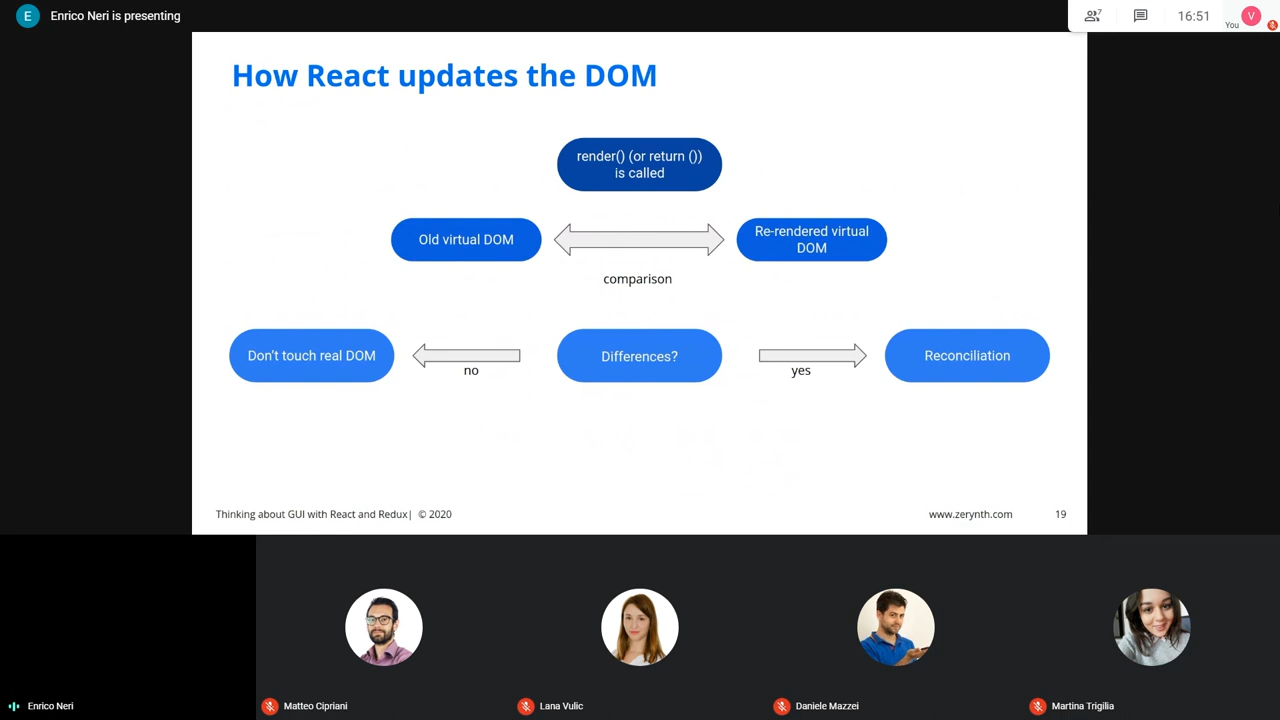 E Enrico Neri is presenting
7
16:51
You
V
How React updates the DOM
render() (or return ())
is called
Old virtual DOM
Re-rendered virtual
DOM
comparison
Don't touch real DOM
no
Differences?
yes
Reconciliation
Thinking about GUI with React and Redux| © 2020
www.zerynth.com
19
Enrico Neri
Matteo Cipriani
Lana Vulic
Daniele Mazzei
Martina Trigilia